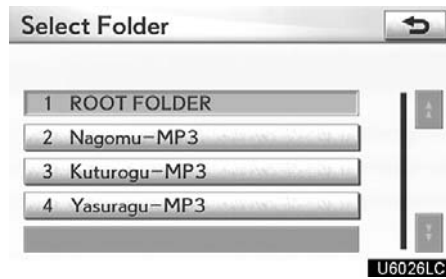 Select Folder
1 ROOT FOLDER
2 Nagomu-MP3
3 Kuturogu-MP3
4 Yasuragu-MP3
U6026LC